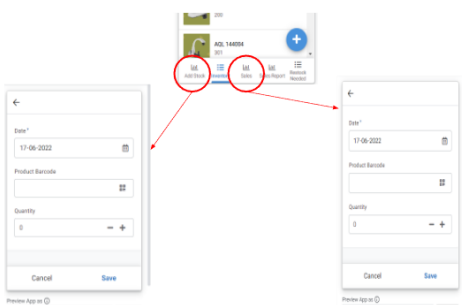 200
AQL 144004
301
Add Stock Inventory Sales Sales Report Restock Needed
Date*
17-06-2022
Product Barcode
Quantity
0
Cancel Save
Preview App as
Date*
17-06-2022
Product Barcode
Quantity
0
Cancel Save
Preview App as